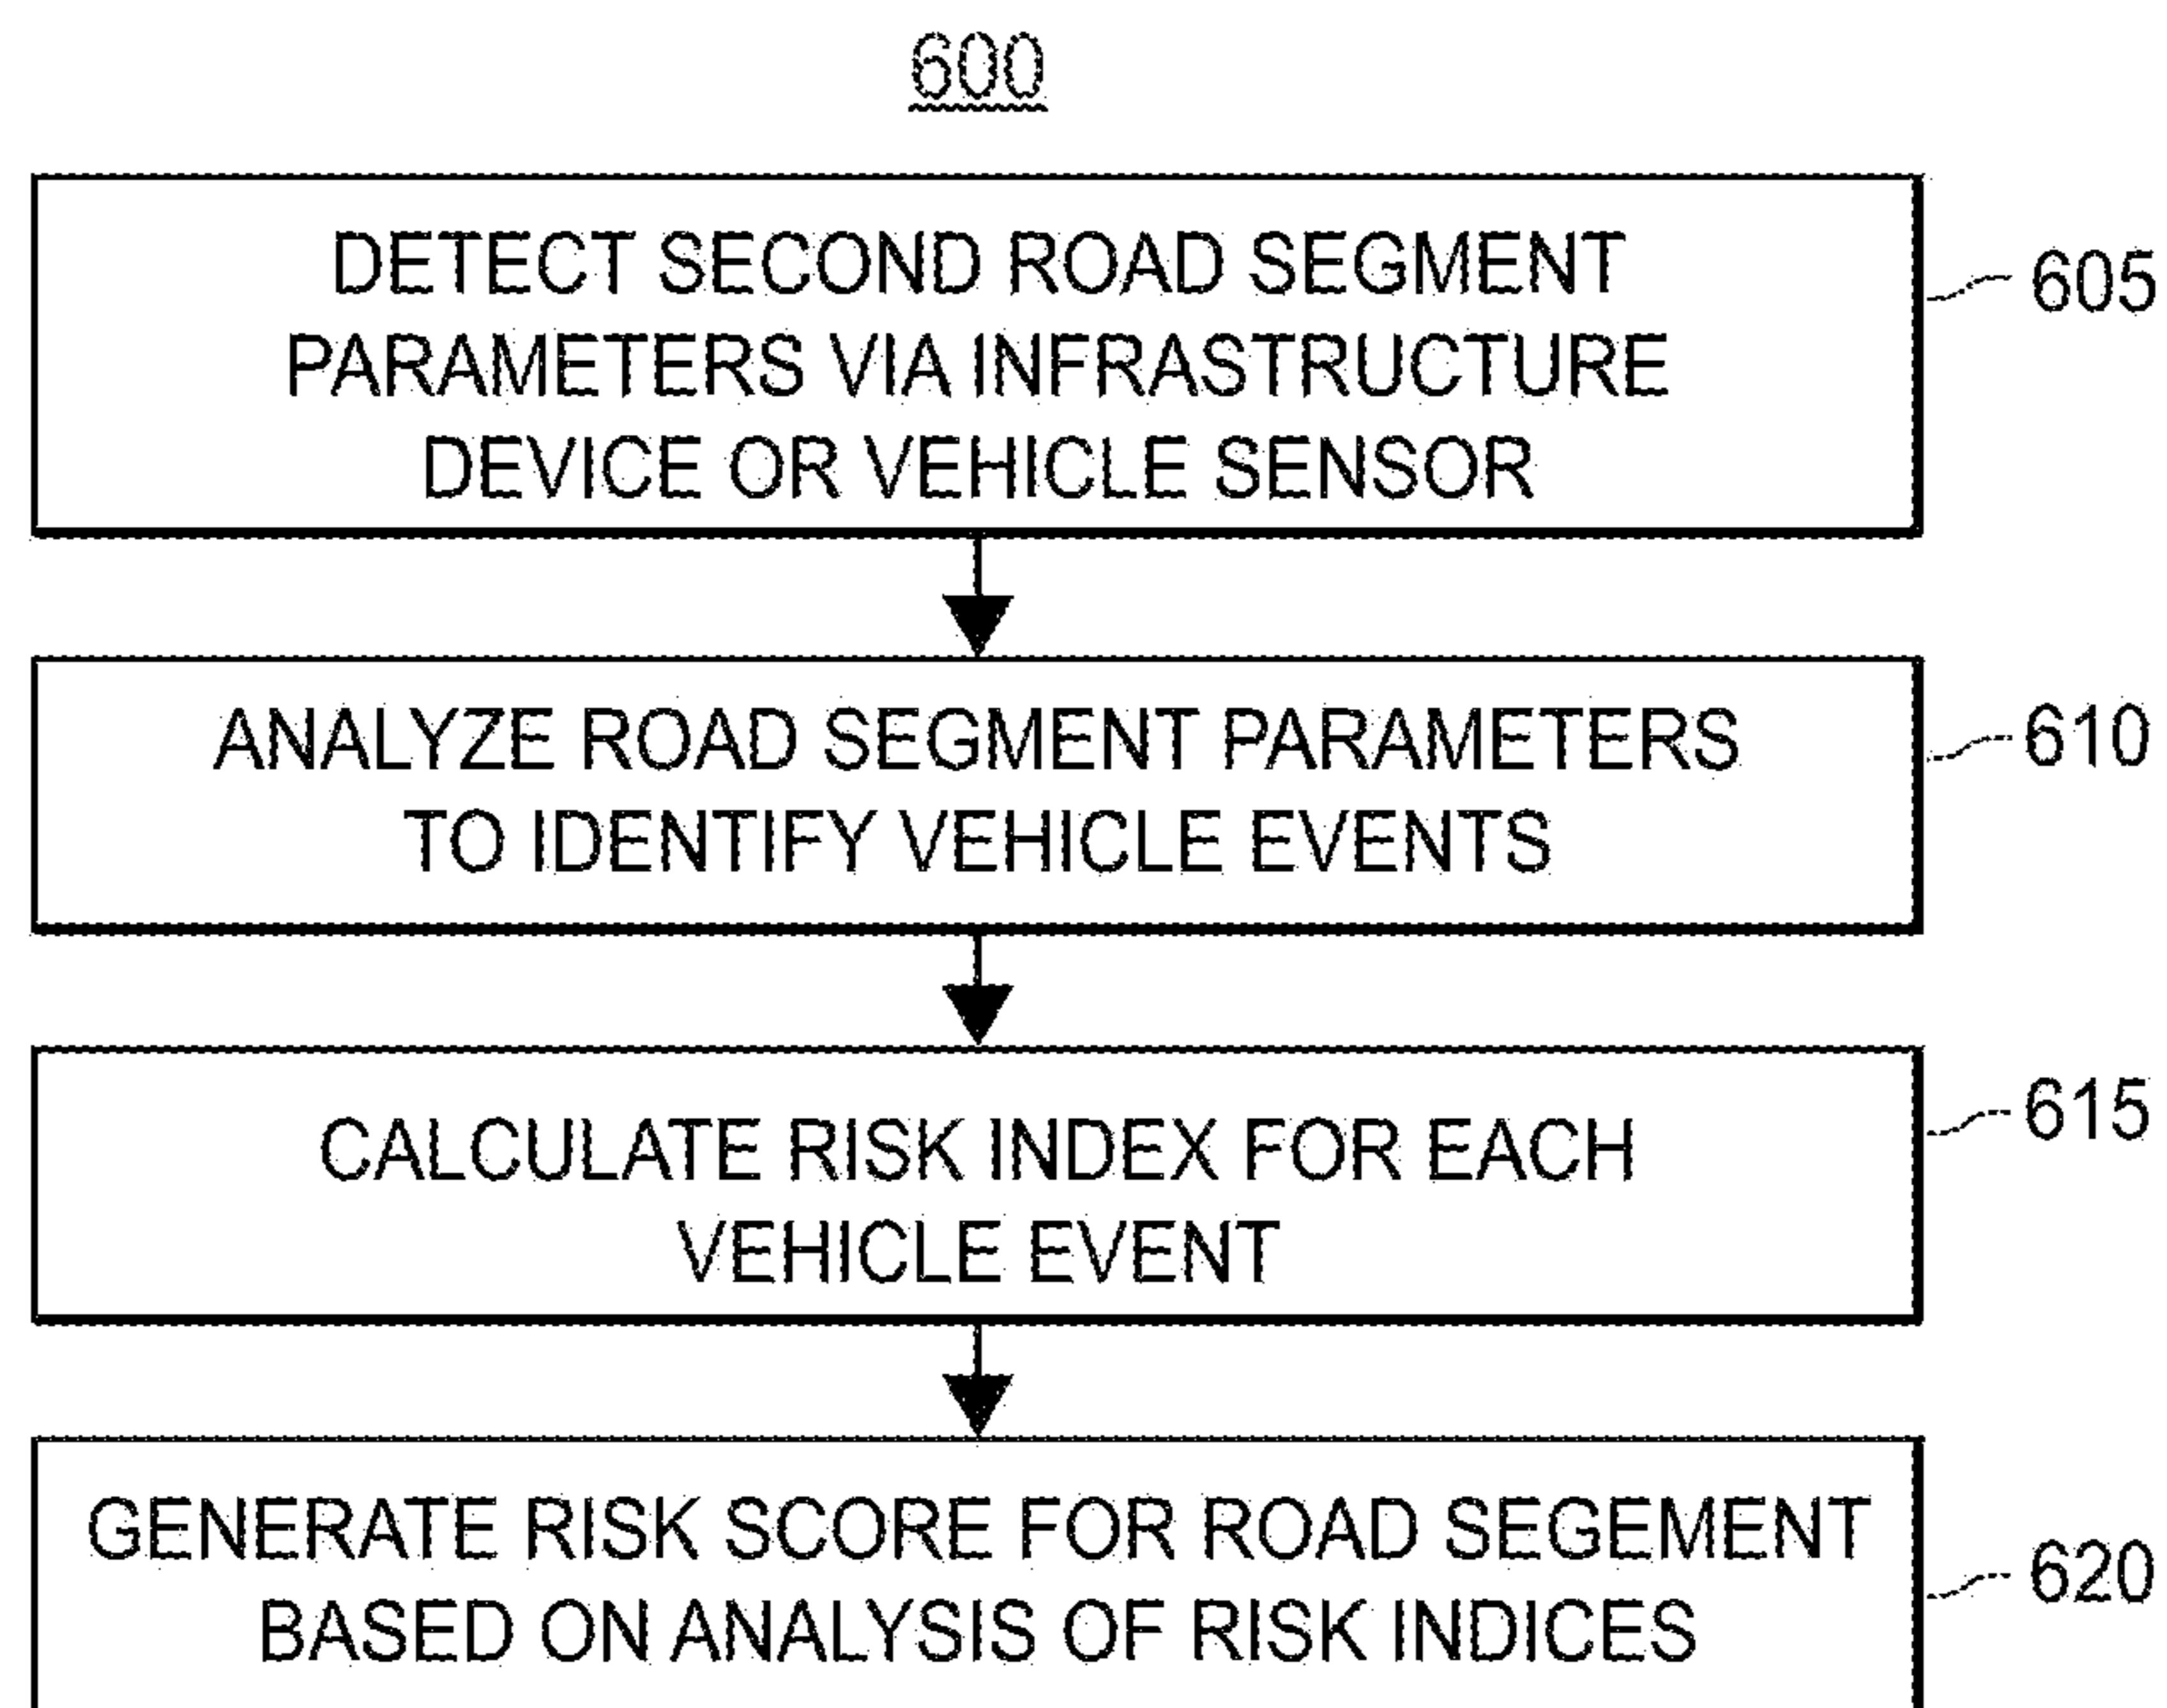 600
DETECT SECOND ROAD SEGMENT
PARAMETERS VIA INFRASTRUCTURE
DEVICE OR VEHICLE SENSOR
605
ANALYZE ROAD SEGMENT PARAMETERS
TO IDENTIFY VEHICLE EVENTS
610
CALCULATE RISK INDEX FOR EACH
VEHICLE EVENT
615
GENERATE RISK SCORE FOR ROAD SEGEMENT
BASED ON ANALYSIS OF RISK INDICES
620